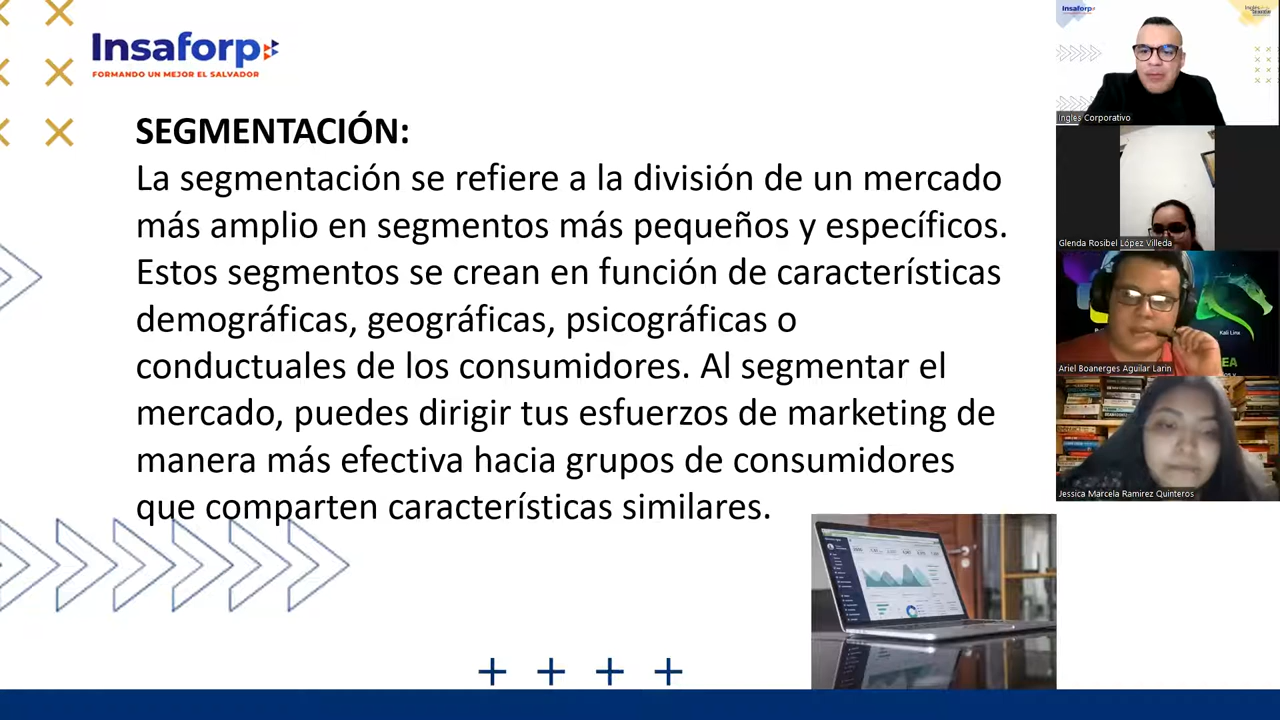 Insaforp
FORMANDO UN MEJOR EL SALVADOR
SEGMENTACIÓN:
La segmentación se refiere a la división de un mercado
más amplio en segmentos más pequeños y específicos.
Estos segmentos se crean en función de características
demográficas, geográficas, psicográficas o
conductuales de los consumidores. Al segmentar el
mercado, puedes dirigir tus esfuerzos de marketing de
manera más efectiva hacia grupos de consumidores
que comparten características similares.
Insaforp
Ingles Corporativo
Glenda Rosibel López Villeda
Kali Linx
Ariel Boanerges Aguilar Larin
Jessica Marcela Ramirez Quinteros